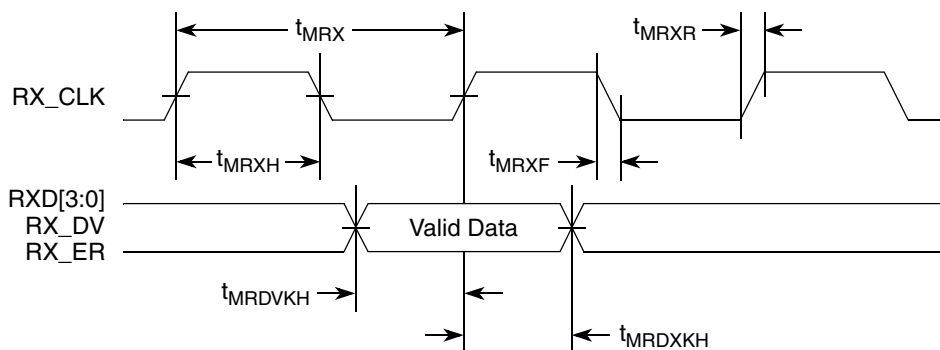 tMRX
tMRXR
RX_CLK
tMRXH
tMRXF
RXD[3:0]
RX_DV
Valid Data
RX_ER
tMRDVKH
tMRDXKH